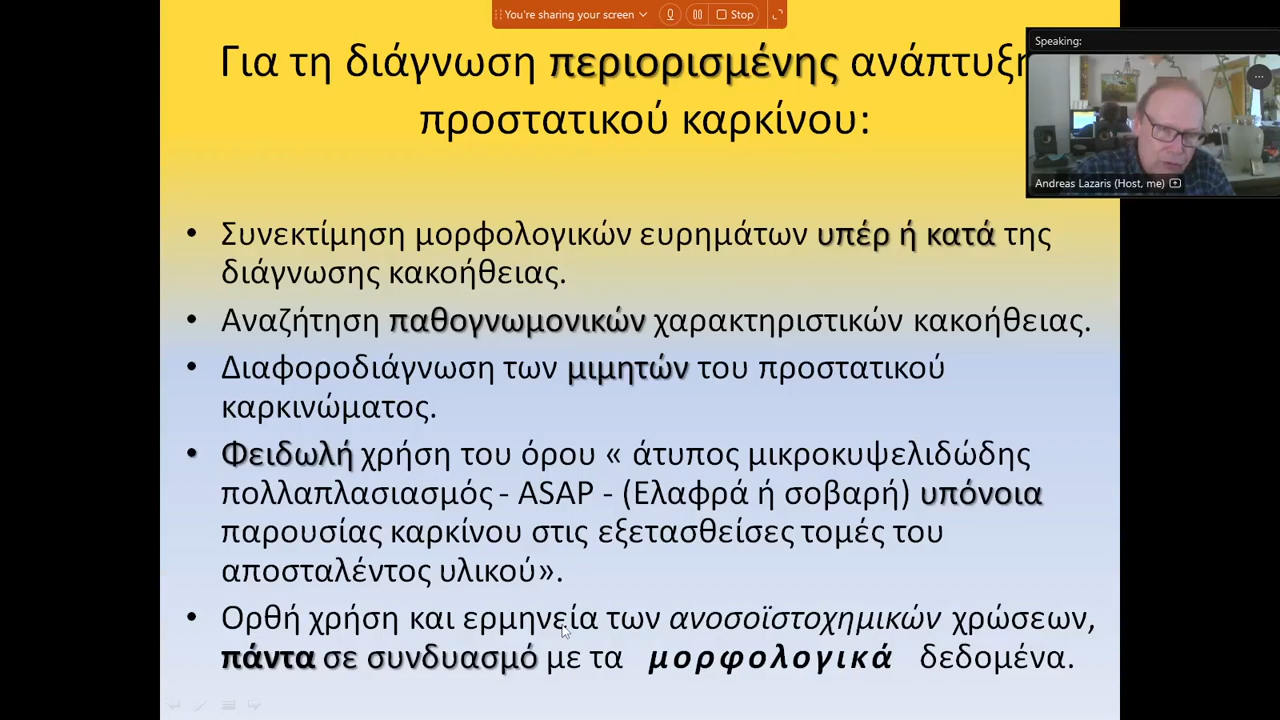 You're sharing your screen
Stop
Speaking:
Για τη διάγνωση περιορισμένης ανάπτυξη
προστατικού καρκίνου:
Andreas Lazaris (Host, me)
• Συνεκτίμηση μορφολογικών ευρημάτων υπέρ ή κατά της
διάγνωσης κακοήθειας.
• Αναζήτηση παθογνωμονικών χαρακτηριστικών κακοήθειας.
• Διαφοροδιάγνωση των μιμητών του προστατικού
καρκινώματος.
• Φειδωλή χρήση του όρου « άτυπος μικροκυψελιδώδης
πολλαπλασιασμός - ASAP - (Ελαφρά ή σοβαρή) υπόνοια
παρουσίας καρκίνου στις εξετασθείσες τομές του
αποσταλέντος υλικού».
• Ορθή χρήση και ερμηνεία των ανοσοϊστοχημικών χρώσεων,
πάντα σε συνδυασμό με τα μορφολογικά δεδομένα.